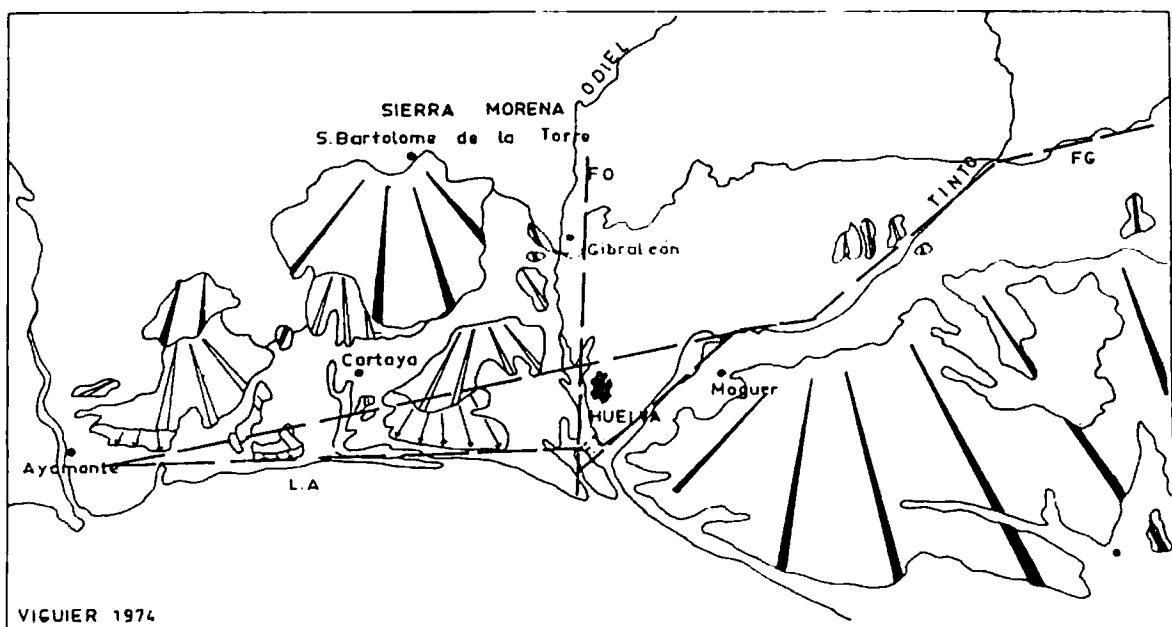 ODIEL
SIERRA MORENA
S.Bartolome de la Torre
FO
TINTO
FG
Gibraleón
Cartaya
Moguer
HUELVA
Ayamonte
L.A
VIGUIER 1974